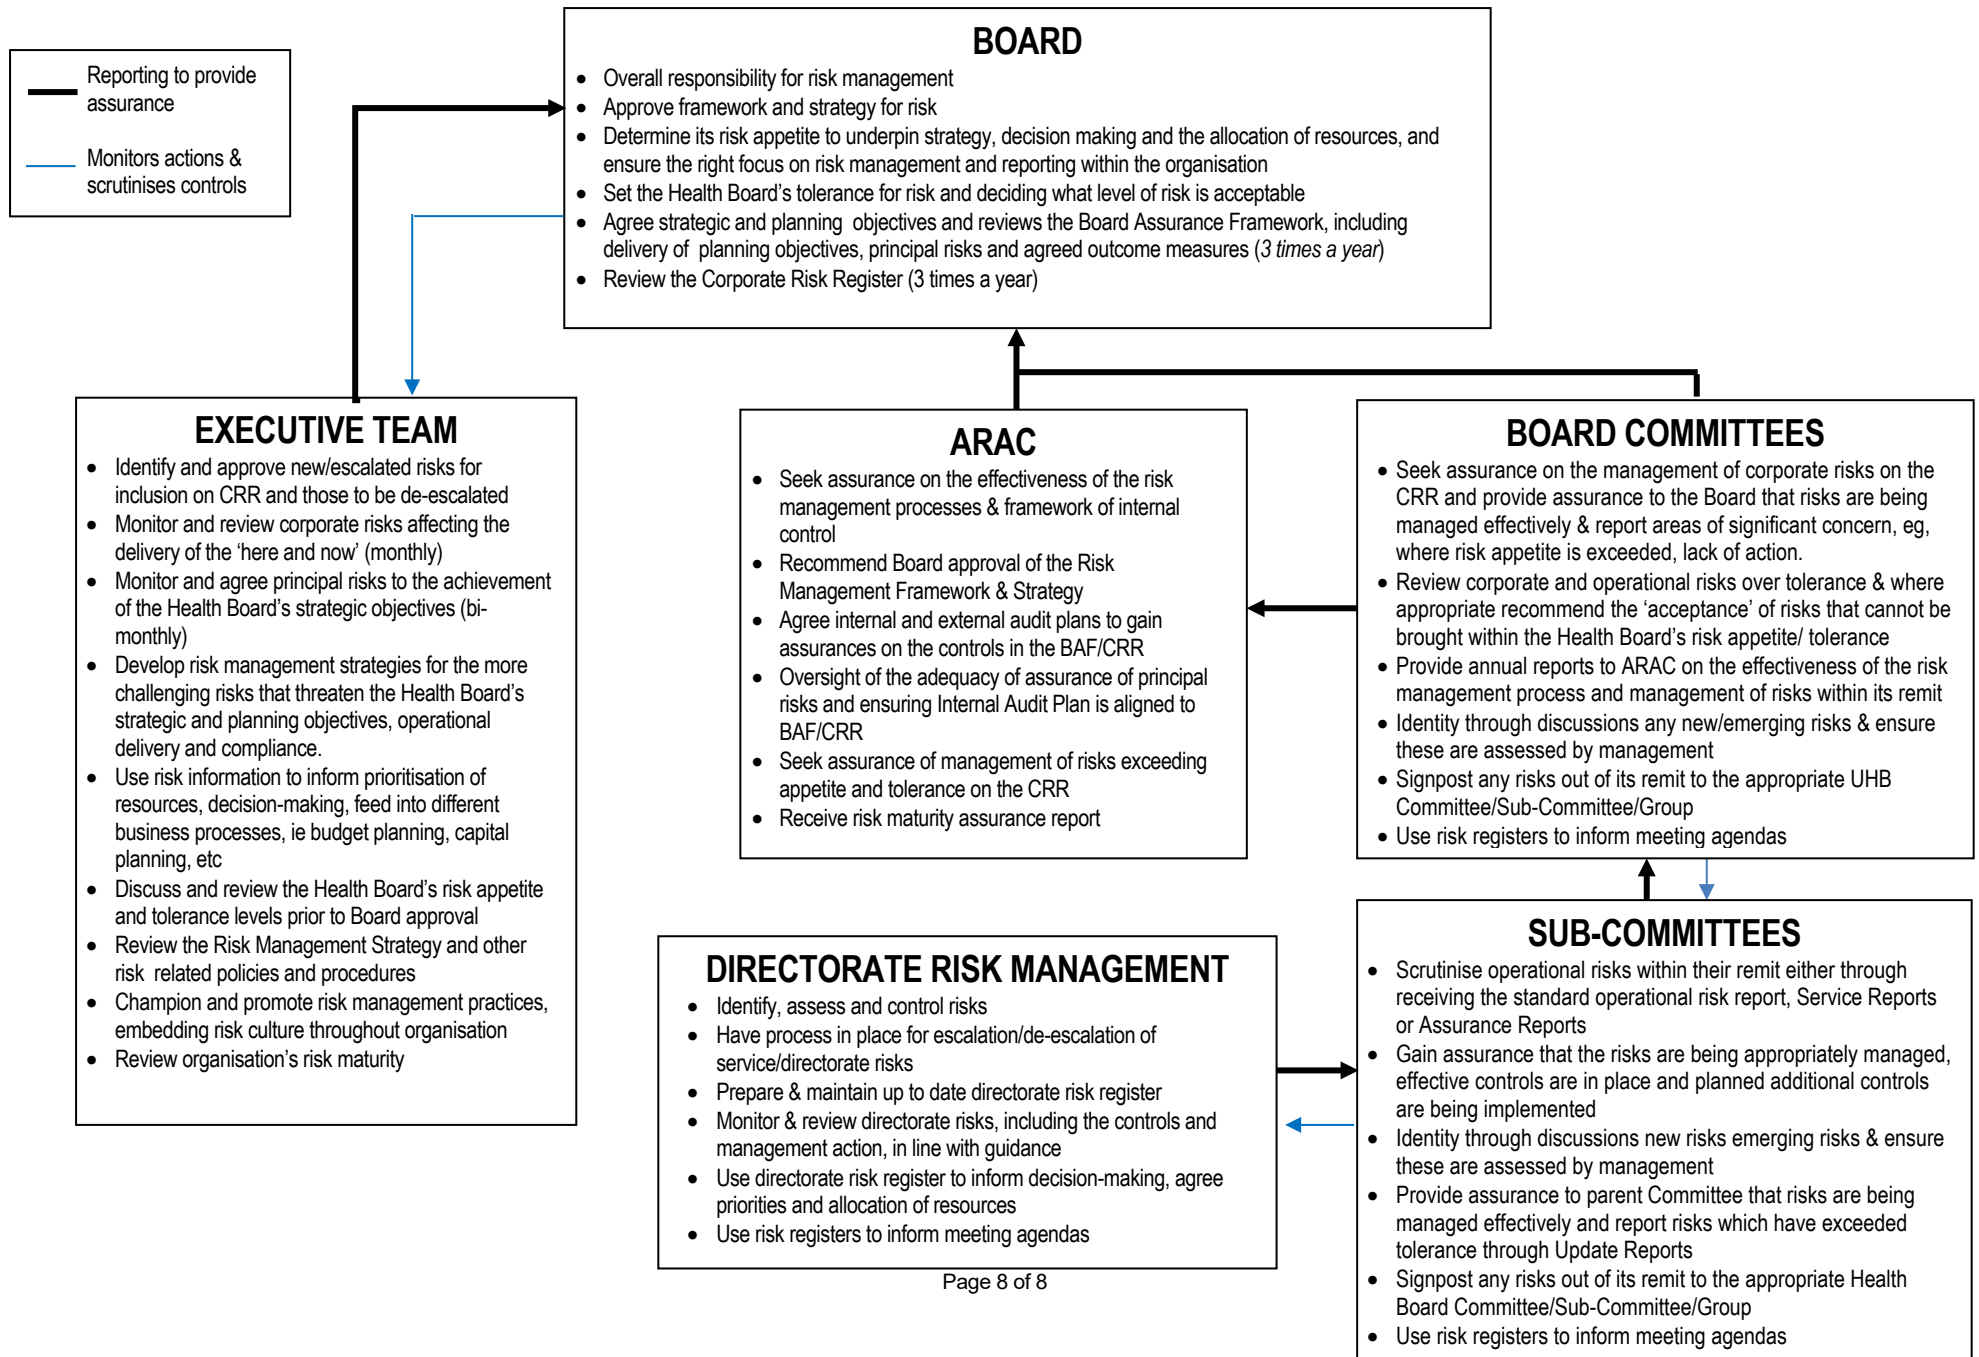 Reporting to provide
assurance
Monitors actions &
scrutinises controls
BOARD
• Overall responsibility for risk management
• Approve framework and strategy for risk
• Determine its risk appetite to underpin strategy, decision making and the allocation of resources, and
ensure the right focus on risk management and reporting within the organisation
• Set the Health Board’s tolerance for risk and deciding what level of risk is acceptable
• Agree strategic and planning objectives and reviews the Board Assurance Framework, including
delivery of planning objectives, principal risks and agreed outcome measures (3 times a year)
• Review the Corporate Risk Register (3 times a year)
EXECUTIVE TEAM
• Identify and approve new/escalated risks for
inclusion on CRR and those to be de-escalated
• Monitor and review corporate risks affecting the
delivery of the ‘here and now’ (monthly)
• Monitor and agree principal risks to the achievement
of the Health Board’s strategic objectives (bi-
monthly)
• Develop risk management strategies for the more
challenging risks that threaten the Health Board’s
strategic and planning objectives, operational
delivery and compliance.
• Use risk information to inform prioritisation of
resources, decision-making, feed into different
business processes, ie budget planning, capital
planning, etc
• Discuss and review the Health Board’s risk appetite
and tolerance levels prior to Board approval
• Review the Risk Management Strategy and other
risk related policies and procedures
• Champion and promote risk management practices,
embedding risk culture throughout organisation
• Review organisation’s risk maturity
ARAC
• Seek assurance on the effectiveness of the risk
management processes & framework of internal
control
• Recommend Board approval of the Risk
Management Framework & Strategy
• Agree internal and external audit plans to gain
assurances on the controls in the BAF/CRR
• Oversight of the adequacy of assurance of principal
risks and ensuring Internal Audit Plan is aligned to
BAF/CRR
• Seek assurance of management of risks exceeding
appetite and tolerance on the CRR
• Receive risk maturity assurance report
BOARD COMMITTEES
• Seek assurance on the management of corporate risks on the
CRR and provide assurance to the Board that risks are being
managed effectively & report areas of significant concern, eg,
where risk appetite is exceeded, lack of action.
• Review corporate and operational risks over tolerance & where
appropriate recommend the ‘acceptance’ of risks that cannot be
brought within the Health Board’s risk appetite/ tolerance
• Provide annual reports to ARAC on the effectiveness of the risk
management process and management of risks within its remit
• Identity through discussions any new/emerging risks & ensure
these are assessed by management
• Signpost any risks out of its remit to the appropriate UHB
Committee/Sub-Committee/Group
• Use risk registers to inform meeting agendas
DIRECTORATE RISK MANAGEMENT
• Identify, assess and control risks
• Have process in place for escalation/de-escalation of
service/directorate risks
• Prepare & maintain up to date directorate risk register
• Monitor & review directorate risks, including the controls and
management action, in line with guidance
• Use directorate risk register to inform decision-making, agree
priorities and allocation of resources
• Use risk registers to inform meeting agendas
SUB-COMMITTEES
• Scrutinise operational risks within their remit either through
receiving the standard operational risk report, Service Reports
or Assurance Reports
• Gain assurance that the risks are being appropriately managed,
effective controls are in place and planned additional controls
are being implemented
• Identity through discussions new risks emerging risks & ensure
these are assessed by management
• Provide assurance to parent Committee that risks are being
managed effectively and report risks which have exceeded
tolerance through Update Reports
• Signpost any risks out of its remit to the appropriate Health
Board Committee/Sub-Committee/Group
• Use risk registers to inform meeting agendas
Page 8 of 8